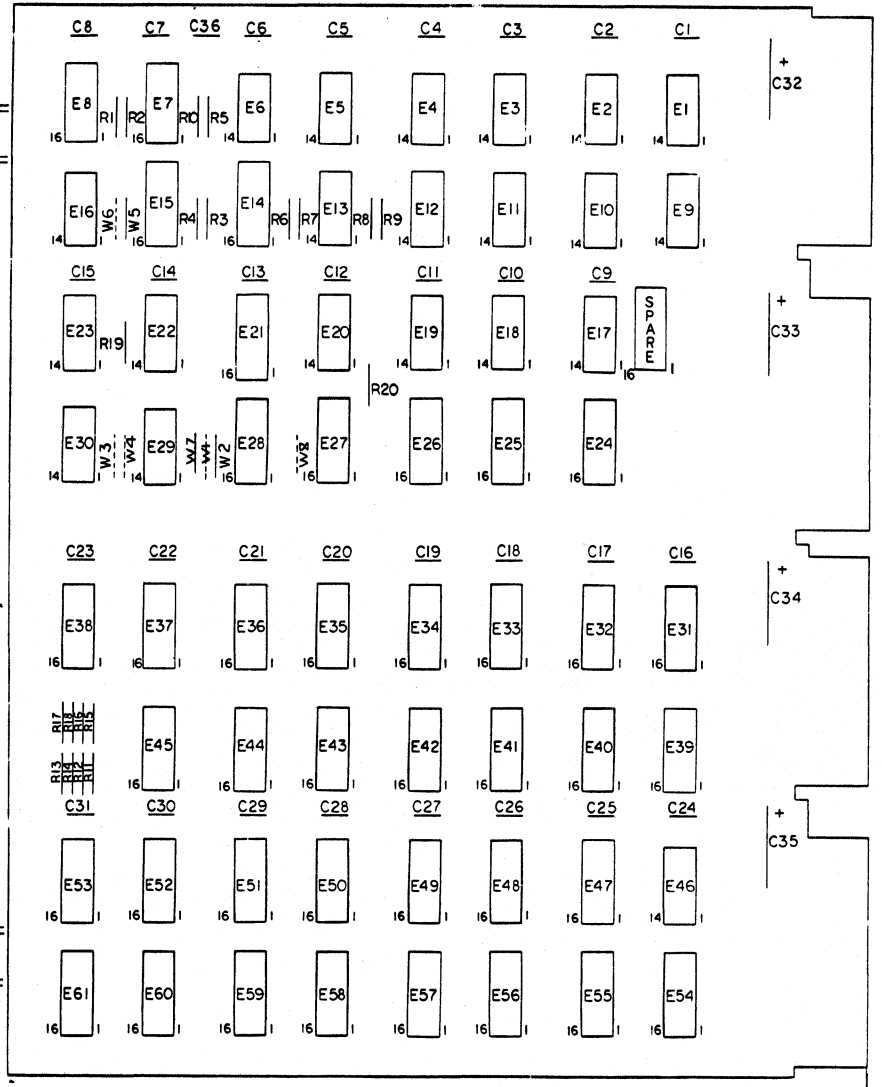 C8 C7 C36 C6 C5 C4 C3 C2 C1
+
C32
E8 R1 R2 E7 R10 R5 E6 E5 E4 E3 E2 E1
16 1 16 1 14 1 14 1 14 1 14 1 14 1 14 1
E16 W6 W5 E15 R4 R3 E14 R6 R7 E13 R8 R9 E12 E11 E10 E9
14 1 16 1 16 1 14 1 14 1 14 1 14 1 14 1
C15 C14 C13 C12 C11 C10 C9
+
C33
E23 R19 E22 E21 E20 E19 E18 E17 SPARE
14 1 14 1 16 1 14 1 14 1 14 1 14 1 16 1
R20
E30 W3 W4 E29 W7 W1 W2 E28 W8 E27 E26 E25 E24
14 1 14 1 16 1 16 1 16 1 16 1 16 1
C23 C22 C21 C20 C19 C18 C17 C16
+
C34
E38 E37 E36 E35 E34 E33 E32 E31
16 1 16 1 16 1 16 1 16 1 16 1 16 1 16 1
R17 R18 R16 R15
E45 E44 E43 E42 E41 E40 E39
R13 R14 R12 R11
16 1 16 1 16 1 16 1 16 1 16 1 16 1
C31 C30 C29 C28 C27 C26 C25 C24
+
C35
E53 E52 E51 E50 E49 E48 E47 E46
16 1 16 1 16 1 16 1 16 1 16 1 16 1 14 1
E61 E60 E59 E58 E57 E56 E55 E54
16 1 16 1 16 1 16 1 16 1 16 1 16 1 16 1